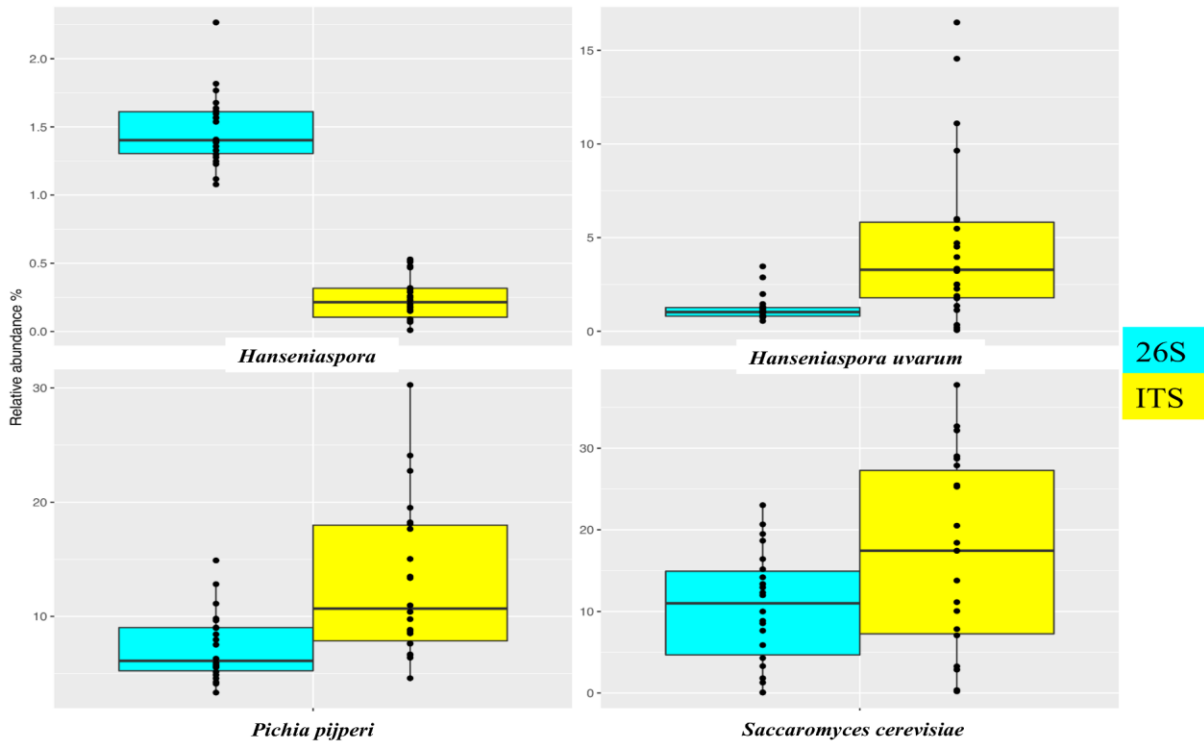 2.0
1.5
1.0
0.5
0.0
Hanseniaspora
15
10
5
0
Hanseniaspora uvarum
Relative abundance %
30
20
10
Pichia pijperi
30
20
10
0
Saccaromyces cerevisiae
26S
ITS